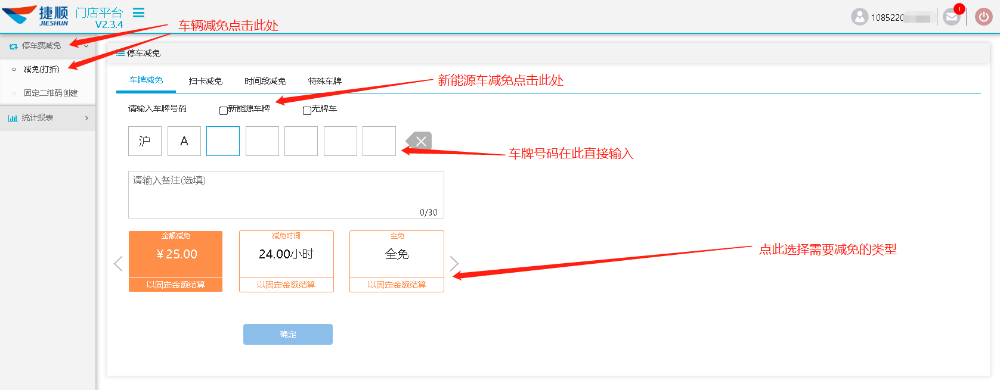 捷顺
JIESHUN
门店平台
V2.3.4
1085220
1
车辆减免点击此处
停车费减免
减免(打折)
固定二维码创建
统计报表
停车减免
车牌减免 扫卡减免 时间段减免 特殊车牌
新能源车减免点击此处
请输入车牌号码 新能源车牌 无牌车
沪 A
车牌号码在此直接输入
请输入备注(选填)
0/30
金额减免 减免时间 全免
¥25.00 24.00小时 全免
以固定金额结算 以固定金额结算 以固定金额结算
点此选择需要减免的类型
确定